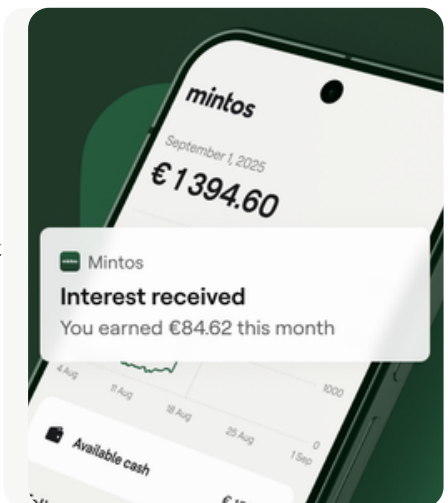 mintos
September 1, 2025
€1394.60
Mintos
Interest received
You earned €84.62 this month
1000
0
4 Aug
11 Aug
18 Aug
25 Aug
1 Sep
Available cash